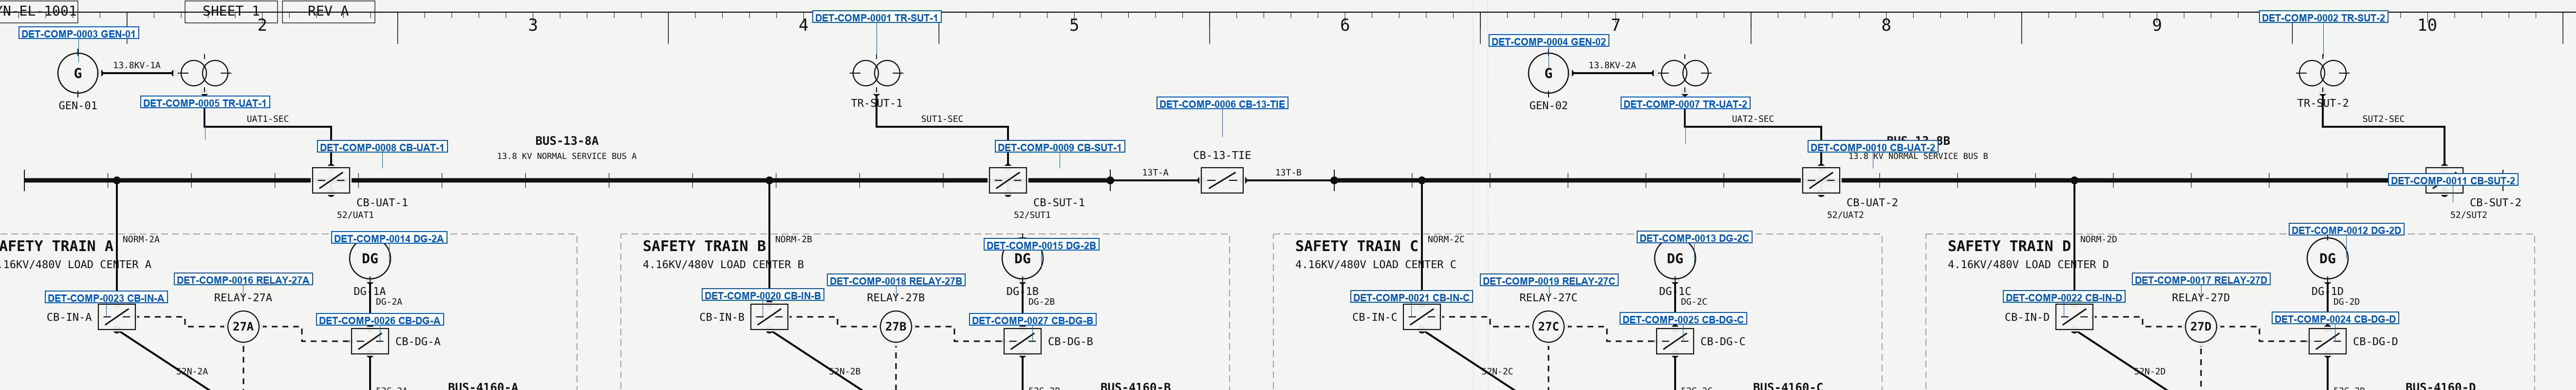 YN-EL-1001 SHEET 1 REV A
2 3 4 5 6 7 8 9 10
DET-COMP-0001 TR-SUT-1
DET-COMP-0002 TR-SUT-2
DET-COMP-0003 GEN-01
DET-COMP-0004 GEN-02
G 13.8KV-1A
G 13.8KV-2A
GEN-01
DET-COMP-0005 TR-UAT-1
TR-SUT-1
DET-COMP-0006 CB-13-TIE
GEN-02
DET-COMP-0007 TR-UAT-2
TR-SUT-2
UAT1-SEC
SUT1-SEC
UAT2-SEC
SUT2-SEC
BUS-13-8A
BUS-13-8B
DET-COMP-0008 CB-UAT-1
DET-COMP-0009 CB-SUT-1
DET-COMP-0010 CB-UAT-2
13.8 KV NORMAL SERVICE BUS A
CB-13-TIE
13.8 KV NORMAL SERVICE BUS B
13T-A
13T-B
DET-COMP-0011 CB-SUT-2
CB-UAT-1
CB-SUT-1
CB-UAT-2
CB-SUT-2
52/UAT1
52/SUT1
52/UAT2
52/SUT2
SAFETY TRAIN A
NORM-2A
DET-COMP-0014 DG-2A
SAFETY TRAIN B
NORM-2B
DET-COMP-0015 DG-2B
SAFETY TRAIN C
NORM-2C
DET-COMP-0013 DG-2C
SAFETY TRAIN D
NORM-2D
DET-COMP-0012 DG-2D
.16KV/480V LOAD CENTER A
DG
4.16KV/480V LOAD CENTER B
DG
4.16KV/480V LOAD CENTER C
DG
4.16KV/480V LOAD CENTER D
DG
DET-COMP-0016 RELAY-27A
DET-COMP-0018 RELAY-27B
DET-COMP-0019 RELAY-27C
DET-COMP-0017 RELAY-27D
DET-COMP-0023 CB-IN-A
RELAY-27A
DG-1A
DG-2A
DET-COMP-0020 CB-IN-B
RELAY-27B
DG-1B
DG-2B
DET-COMP-0021 CB-IN-C
RELAY-27C
DG-1C
DG-2C
DET-COMP-0022 CB-IN-D
RELAY-27D
DG-1D
DG-2D
CB-IN-A
27A
DET-COMP-0026 CB-DG-A
CB-DG-A
CB-IN-B
27B
DET-COMP-0027 CB-DG-B
CB-DG-B
CB-IN-C
27C
DET-COMP-0025 CB-DG-C
CB-DG-C
CB-IN-D
27D
DET-COMP-0024 CB-DG-D
CB-DG-D
52N-2A
52G-2A
BUS-4160-A
52N-2B
52G-2B
BUS-4160-B
52N-2C
52G-2C
BUS-4160-C
52N-2D
52G-2D
BUS-4160-D